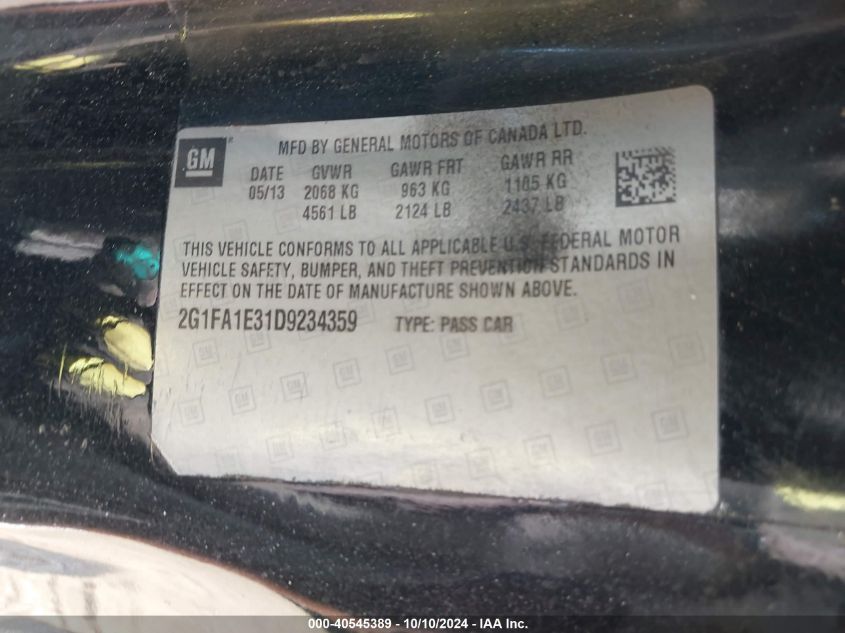 GM
MFD BY GENERAL MOTORS OF CANADA LTD.
DATE GVWR GAWR FRT GAWR RR
05/13 2068 KG 963 KG 1105 KG
4561 LB 2124 LB 2437 LB
THIS VEHICLE CONFORMS TO ALL APPLICABLE U.S. FEDERAL MOTOR
VEHICLE SAFETY, BUMPER, AND THEFT PREVENTION STANDARDS IN
EFFECT ON THE DATE OF MANUFACTURE SHOWN ABOVE.
2G1FA1E31D9234359 TYPE: PASS CAR
000-40545389 - 10/10/2024 - IAA Inc.